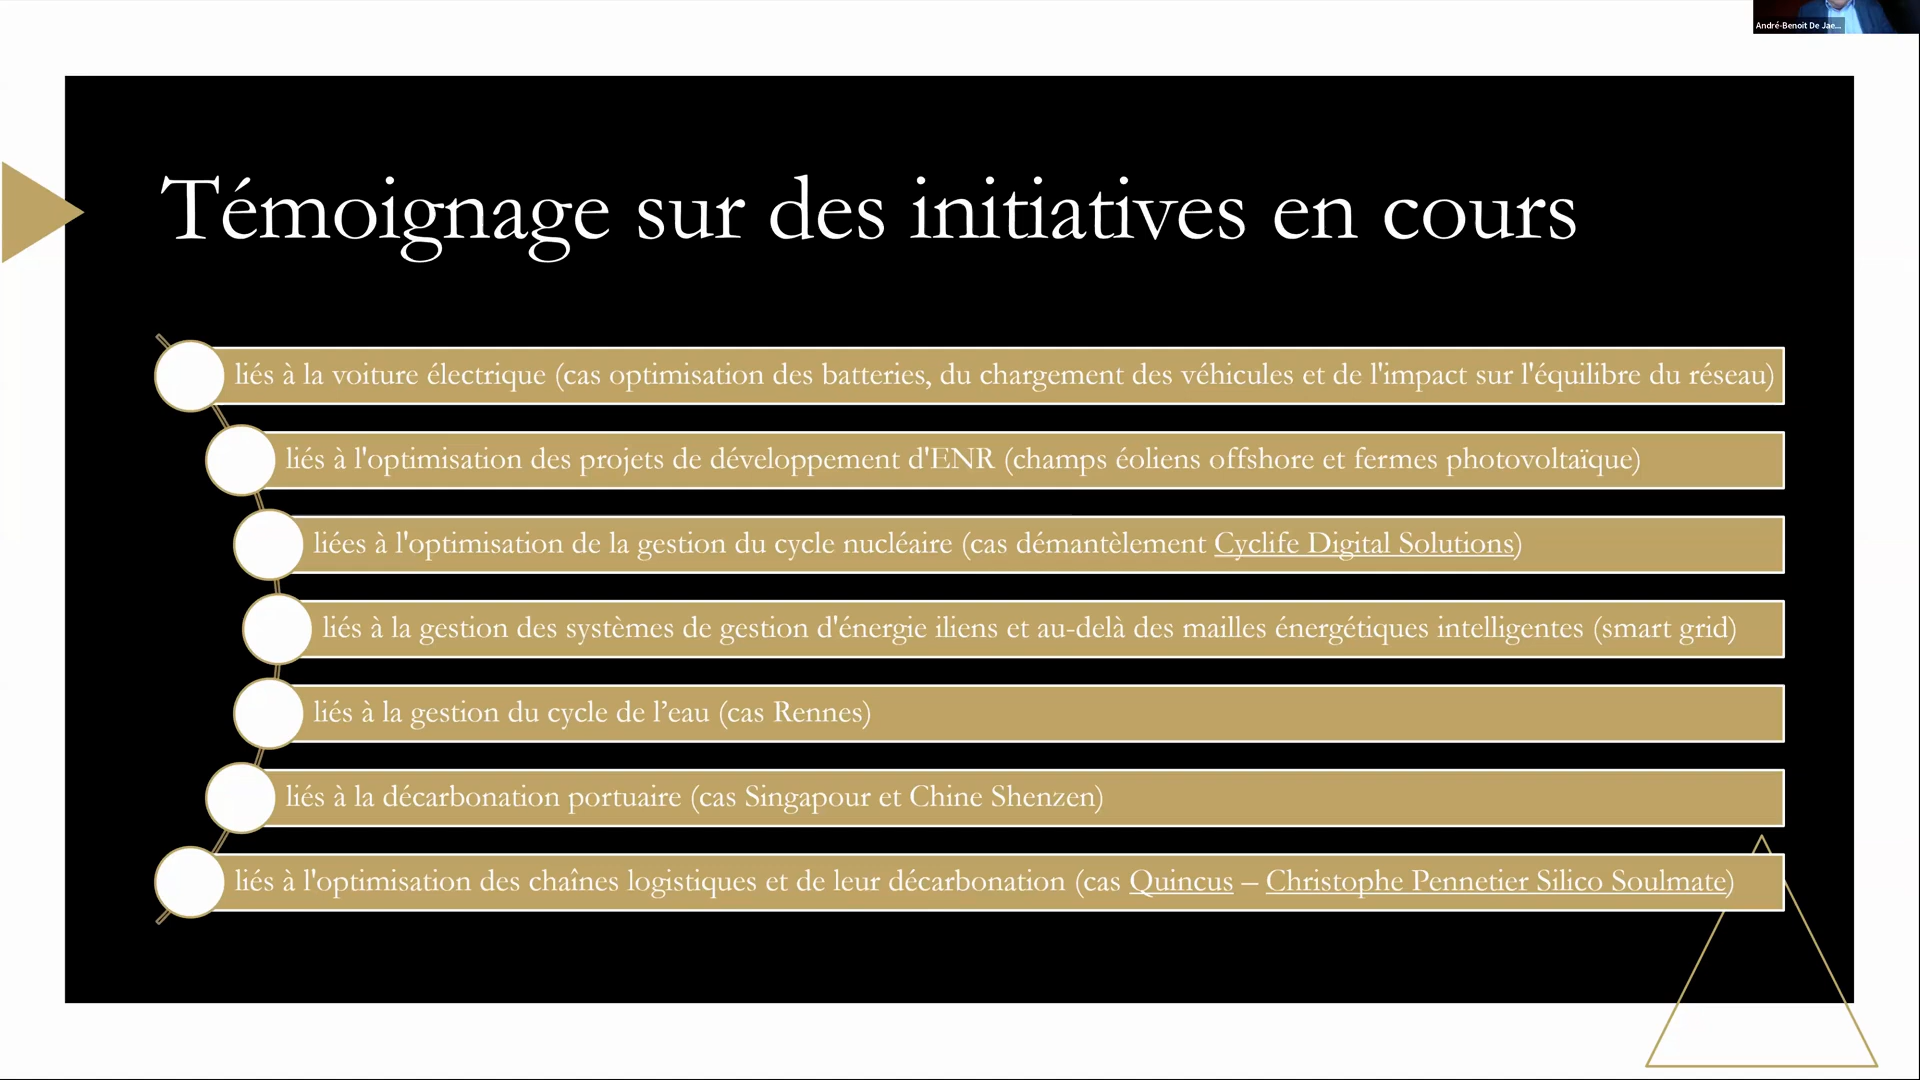 André-Benoit De Jae...
Témoignage sur des initiatives en cours
liés à la voiture électrique (cas optimisation des batteries, du chargement des véhicules et de l'impact sur l'équilibre du réseau)
liés à l'optimisation des projets de développement d'ENR (champs éoliens offshore et fermes photovoltaïque)
liées à l'optimisation de la gestion du cycle nucléaire (cas démantèlement Cyclife Digital Solutions)
liés à la gestion des systèmes de gestion d'énergie iliens et au-delà des mailles énergétiques intelligentes (smart grid)
liés à la gestion du cycle de l’eau (cas Rennes)
liés à la décarbonation portuaire (cas Singapour et Chine Shenzen)
liés à l'optimisation des chaînes logistiques et de leur décarbonation (cas Quincus – Christophe Pennetier Silico Soulmate)